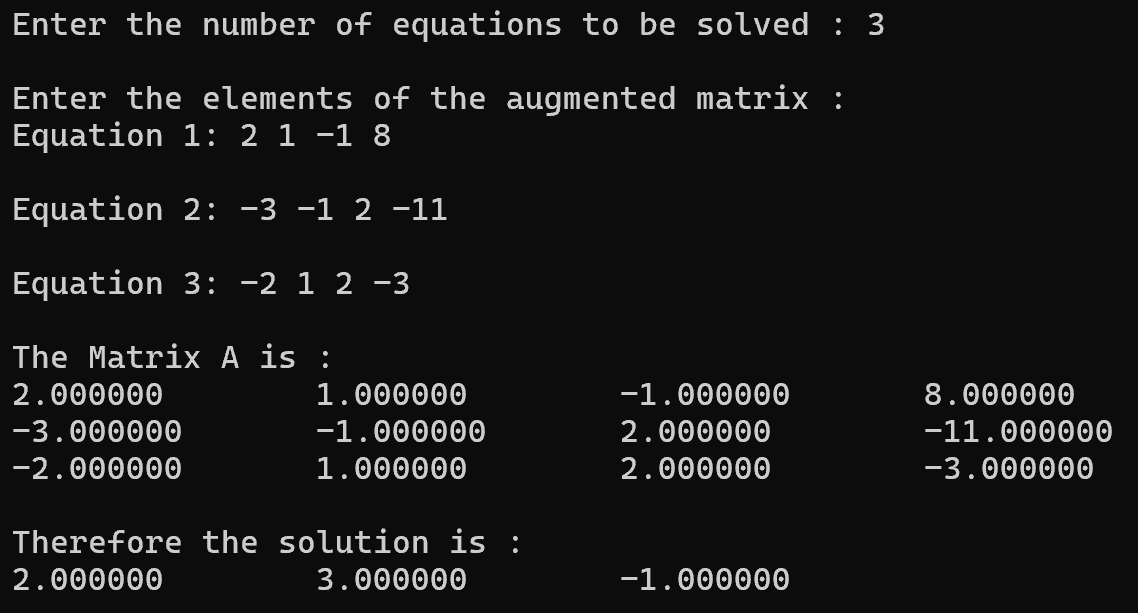 Enter the number of equations to be solved : 3
Enter the elements of the augmented matrix :
Equation 1: 2 1 -1 8
Equation 2: -3 -1 2 -11
Equation 3: -2 1 2 -3
The Matrix A is :
2.000000 1.000000 -1.000000 8.000000
-3.000000 -1.000000 2.000000 -11.000000
-2.000000 1.000000 2.000000 -3.000000
Therefore the solution is :
2.000000 3.000000 -1.000000